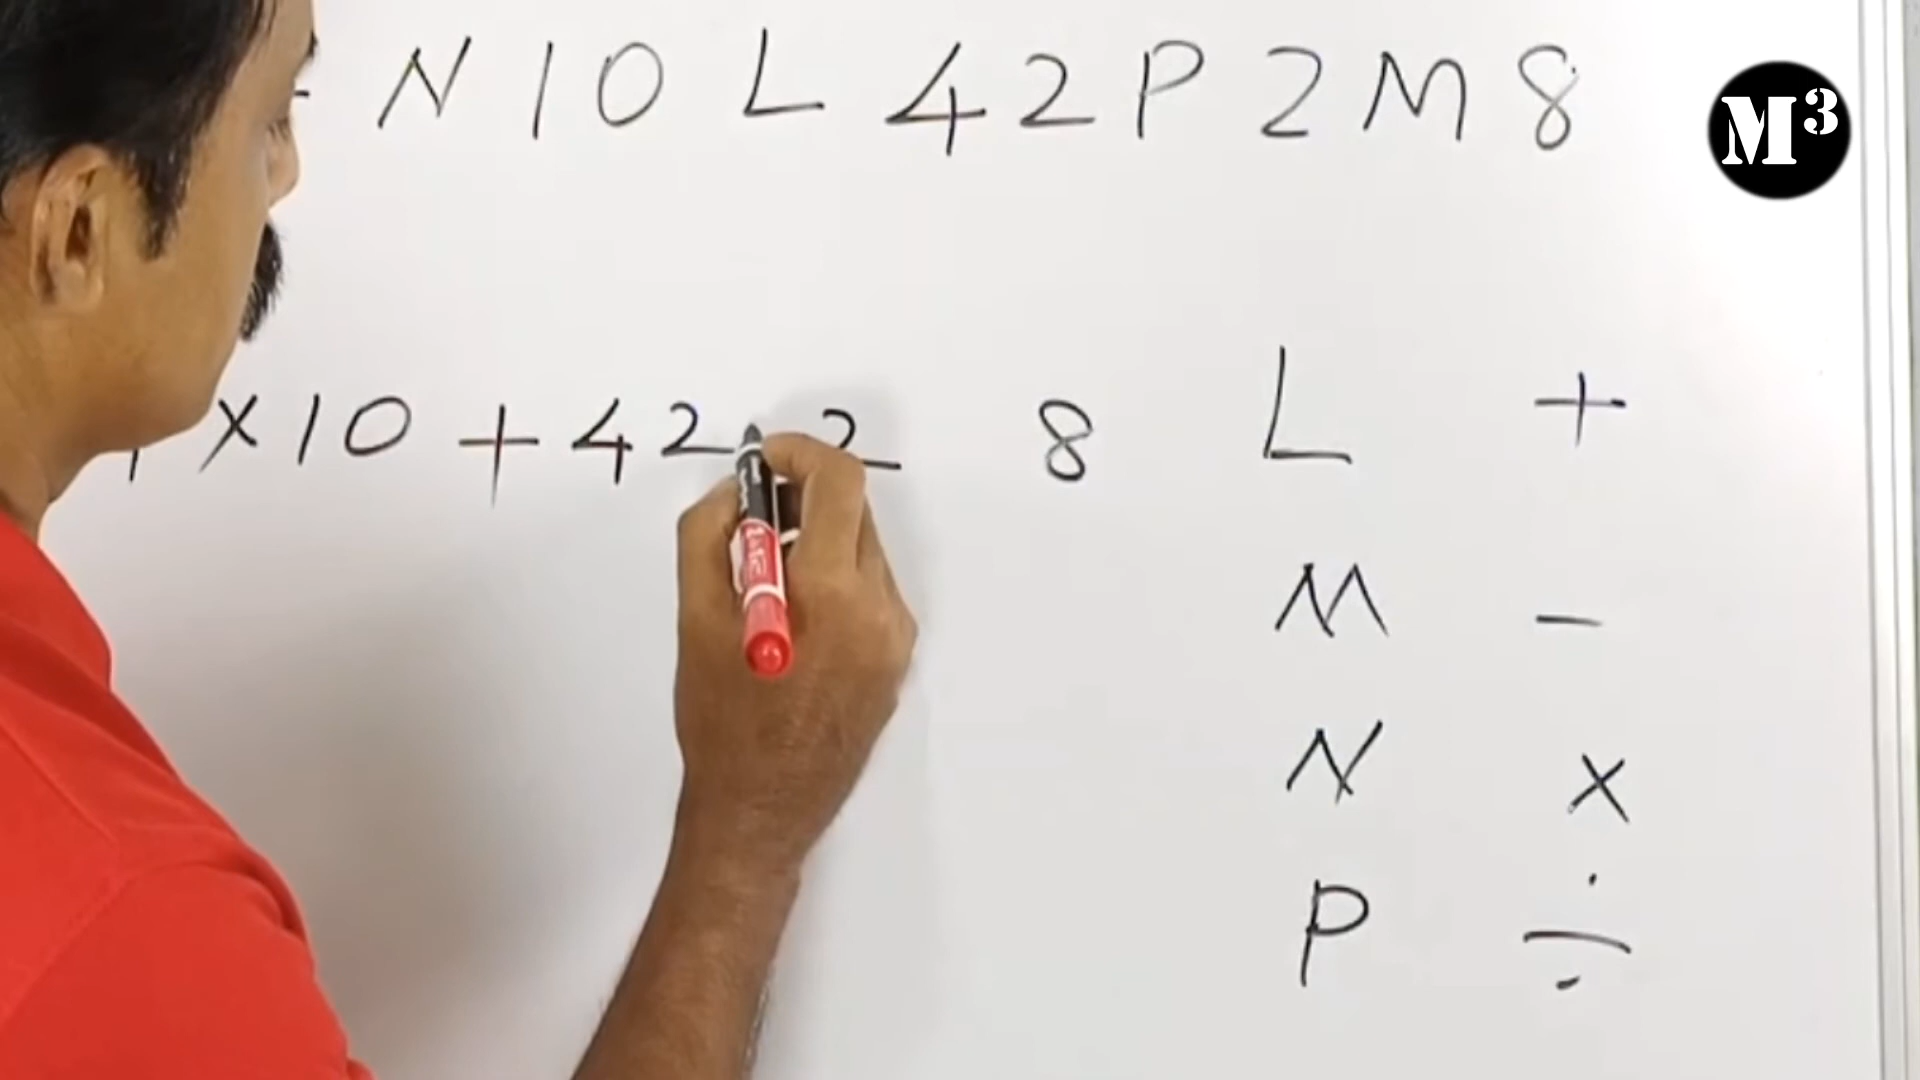 N 10 L 42 P 2 M 8
M³
× 10 + 42 2 8
L +
M -
N ×
P ÷